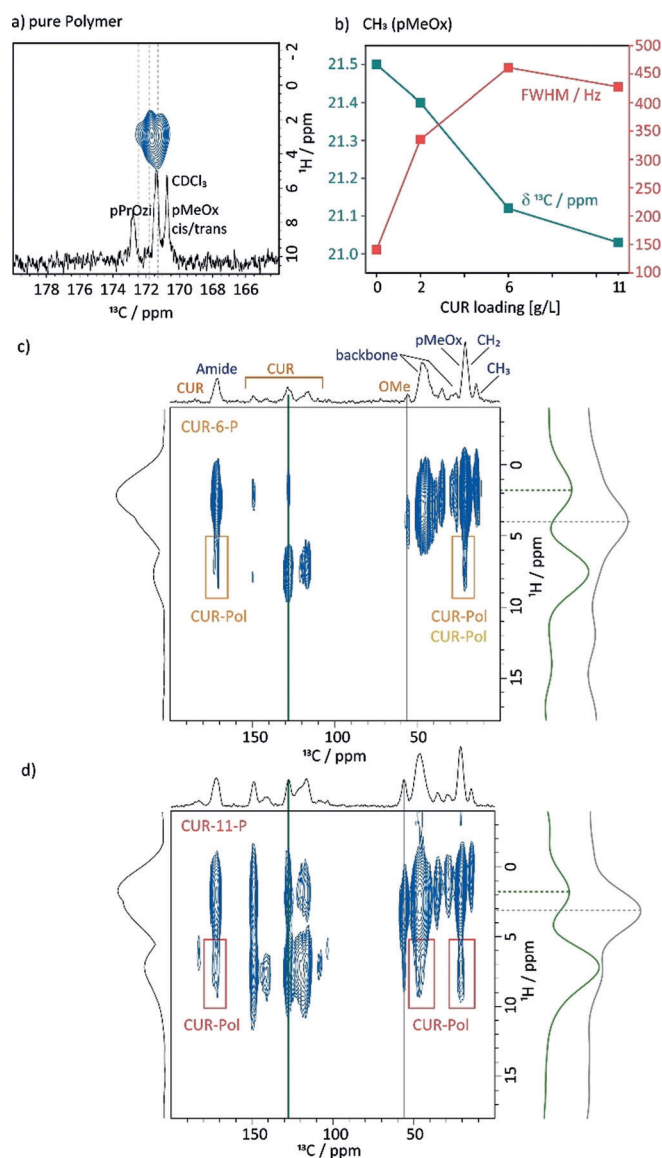 a) pure Polymer
-2
0
2
4
6
8
10
¹H / ppm
CDCl₃
pPrOzi
pMeOx
cis/trans
178 176 174 172 170 168 166
¹³C / ppm
b) CH₃ (pMeOx)
21.5
21.4
21.3
21.2
21.1
21.0
500
450
400
350
300
250
200
150
100
FWHM / Hz
δ ¹³C / ppm
0 2 6 11
CUR loading [g/L]
c)
CUR
Amide
CUR
backbone
OMe
pMeOx
CH₂
CH₃
CUR-6-P
CUR-Pol
CUR-Pol
CUR-Pol
0
5
10
15
¹H / ppm
150 100 50
¹³C / ppm
d)
CUR-11-P
CUR-Pol
CUR-Pol
0
5
10
15
¹H / ppm
150 100 50
¹³C / ppm